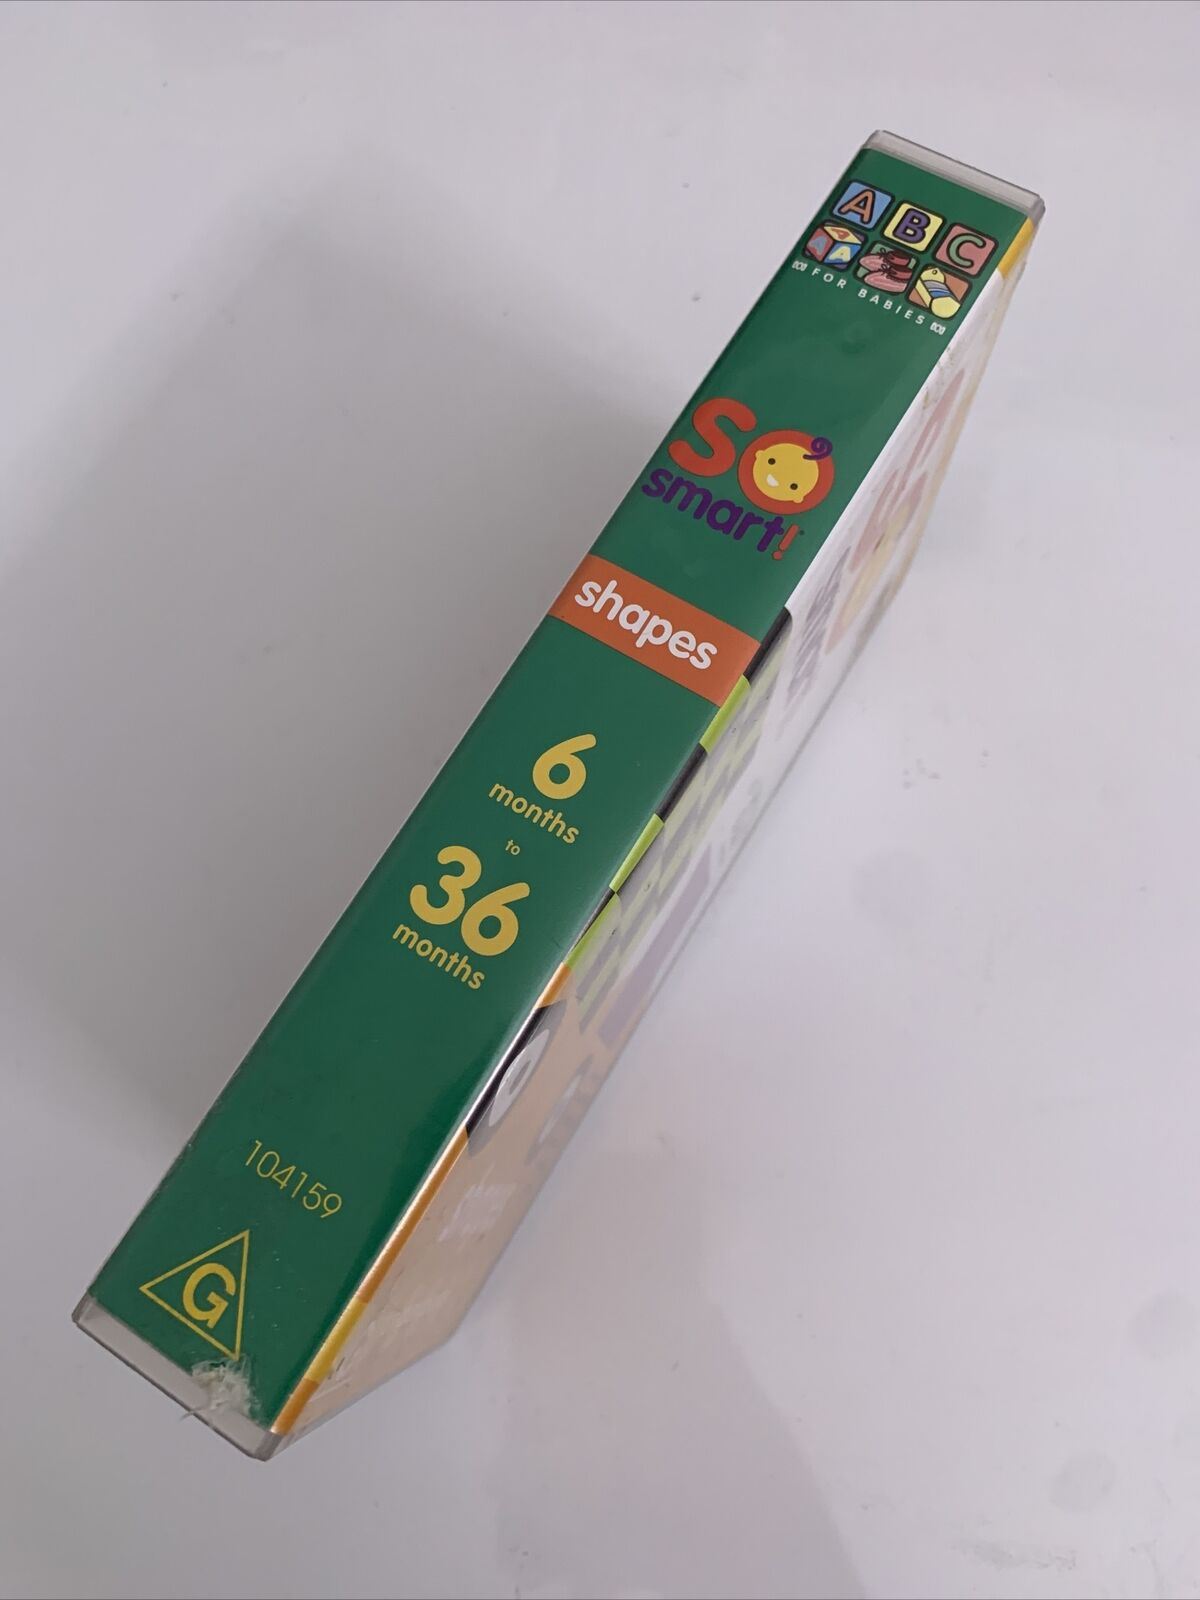 A B C
FOR BABIES
SO
smart!
shapes
6
months
to
36
months
104159
G